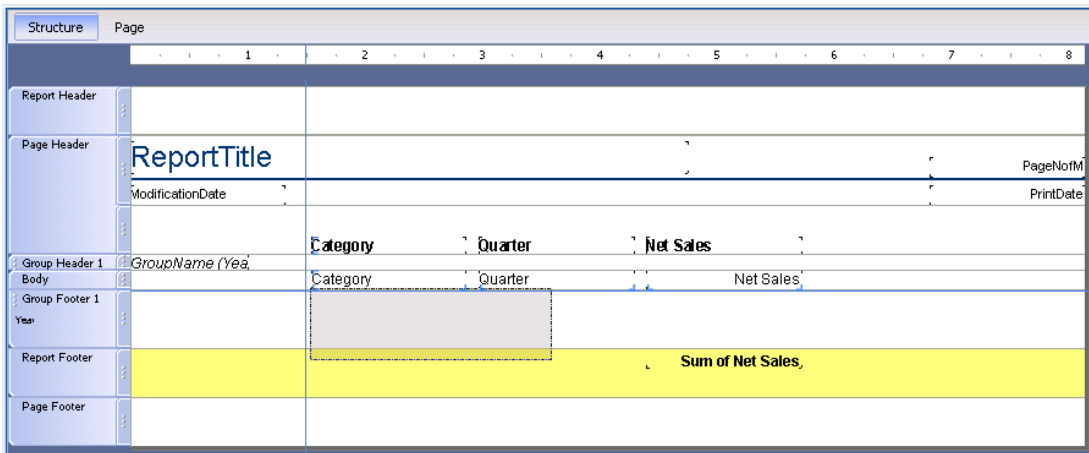 Structure Page
1 2 3 4 5 6 7 8
Report Header
Page Header
ReportTitle
PageNofM
ModificationDate
PrintDate
Category Quarter Net Sales
Group Header 1
GroupName (Yea
Body
Category Quarter Net Sales
Group Footer 1
Year
Report Footer
Sum of Net Sales
Page Footer